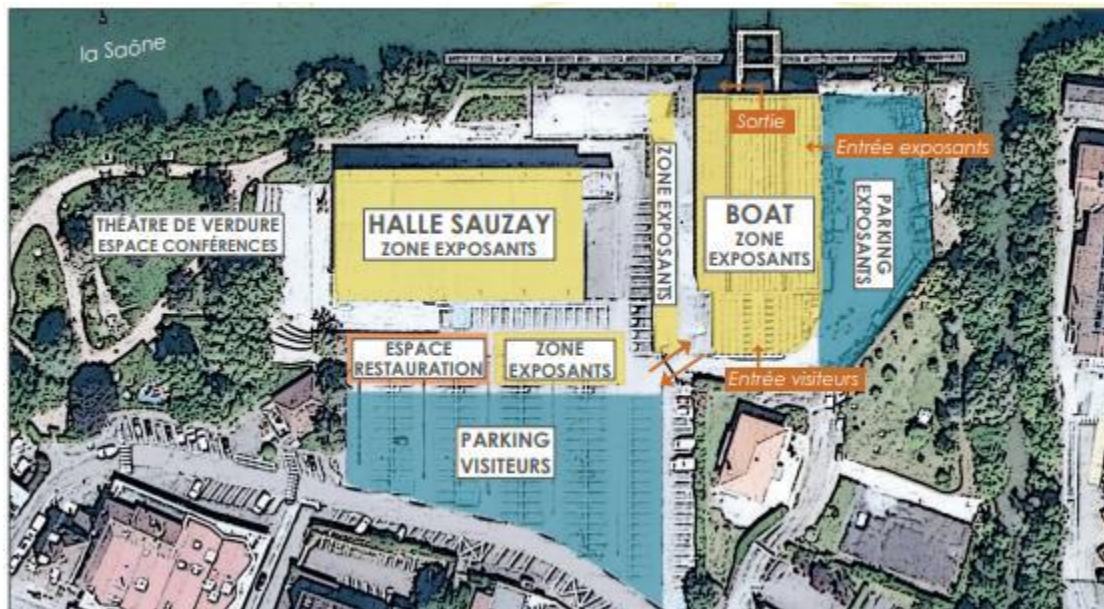 la Saône
Sortie
Entrée exposants
ZONE EXPOSANTS
HALLE SAUZAY
ZONE EXPOSANTS
BOAT
ZONE
EXPOSANTS
PARKING
EXPOSANTS
THÉÂTRE DE VERDURE
ESPACE CONFÉRENCES
ESPACE
RESTAURATION
ZONE
EXPOSANTS
Entrée visiteurs
PARKING
VISITEURS